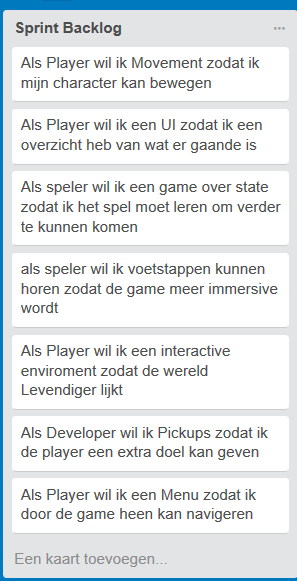 Sprint Backlog ...
Als Player wil ik Movement zodat ik
mijn character kan bewegen
Als Player wil ik een UI zodat ik een
overzicht heb van wat er gaande is
Als speler wil ik een game over state
zodat ik het spel moet leren om verder
te kunnen komen
als speler wil ik voetstappen kunnen
horen zodat de game meer immersive
wordt
Als Player wil ik een interactive
enviroment zodat de wereld
Levendiger lijkt
Als Developer wil ik Pickups zodat ik
de player een extra doel kan geven
Als Player wil ik een Menu zodat ik
door de game heen kan navigeren
Een kaart toevoegen...